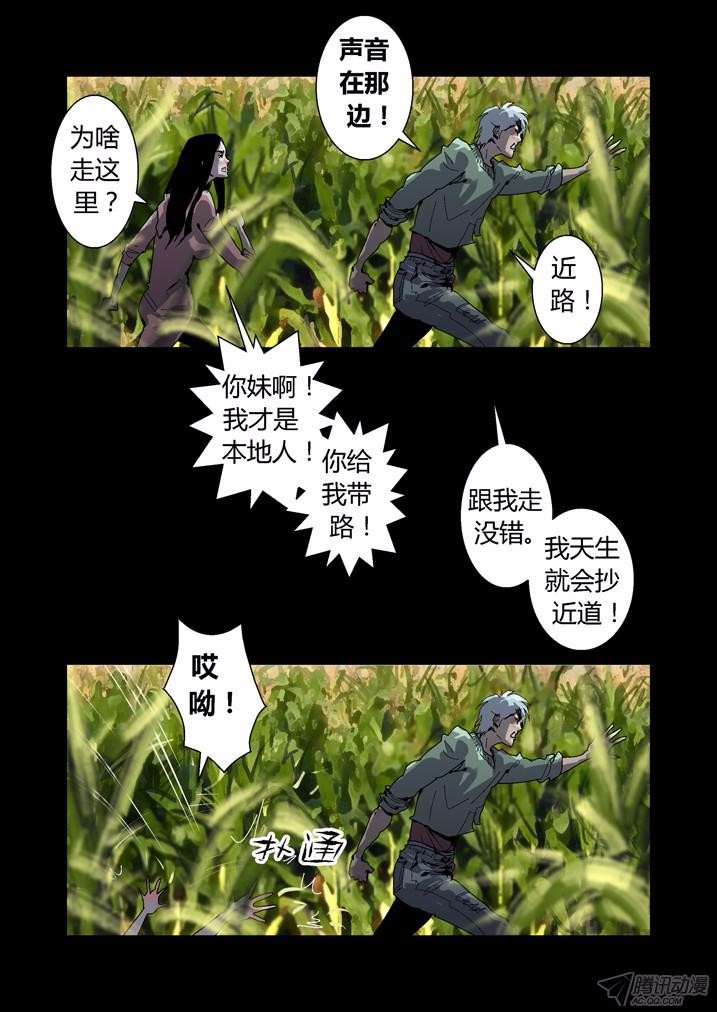 声音
在那
边！
为啥
走这
里？
近
路！
你妹啊！
我才是
本地人！
你给
我带
路！
跟我走
没错。
我天生
就会抄
近道！
哎
呦！
扑通
腾讯动漫
AC.QQ.COM